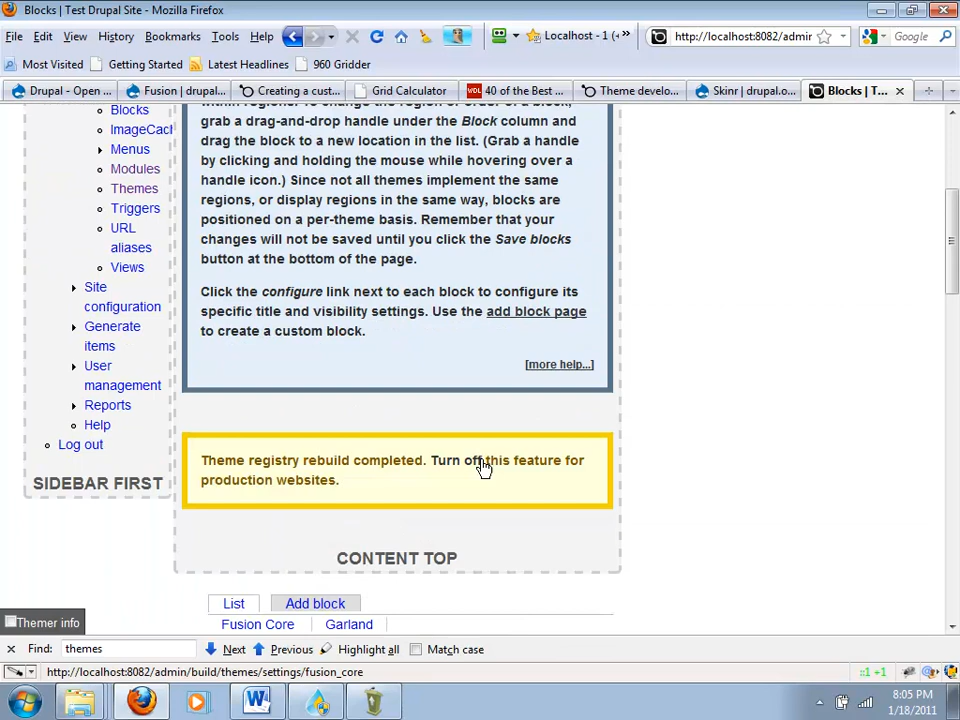 Blocks | Test Drupal Site - Mozilla Firefox
File Edit View History Bookmarks Tools Help
Localhost - 1 (
http://localhost:8082/admin
Google
Most Visited Getting Started Latest Headlines 960 Gridder
Drupal - Open ... Fusion | drupal... Creating a cust... Grid Calculator 40 of the Best ... Theme develo... Skinr | drupal.o... Blocks | T...
grab a drag-and-drop handle under the Block column and
drag the block to a new location in the list. (Grab a handle
by clicking and holding the mouse while hovering over a
handle icon.) Since not all themes implement the same
regions, or display regions in the same way, blocks are
positioned on a per-theme basis. Remember that your
changes will not be saved until you click the Save blocks
button at the bottom of the page.
Click the configure link next to each block to configure its
specific title and visibility settings. Use the add block page
to create a custom block.
[more help...]
Blocks
ImageCacl
Menus
Modules
Themes
Triggers
URL
aliases
Views
Site
configuration
Generate
items
User
management
Reports
Help
Log out
SIDEBAR FIRST
Theme registry rebuild completed. Turn off this feature for
production websites.
CONTENT TOP
List Add block
Fusion Core Garland
Themer info
Find: themes Next Previous Highlight all Match case
http://localhost:8082/admin/build/themes/settings/fusion_core
::1 +1
8:05 PM
1/18/2011